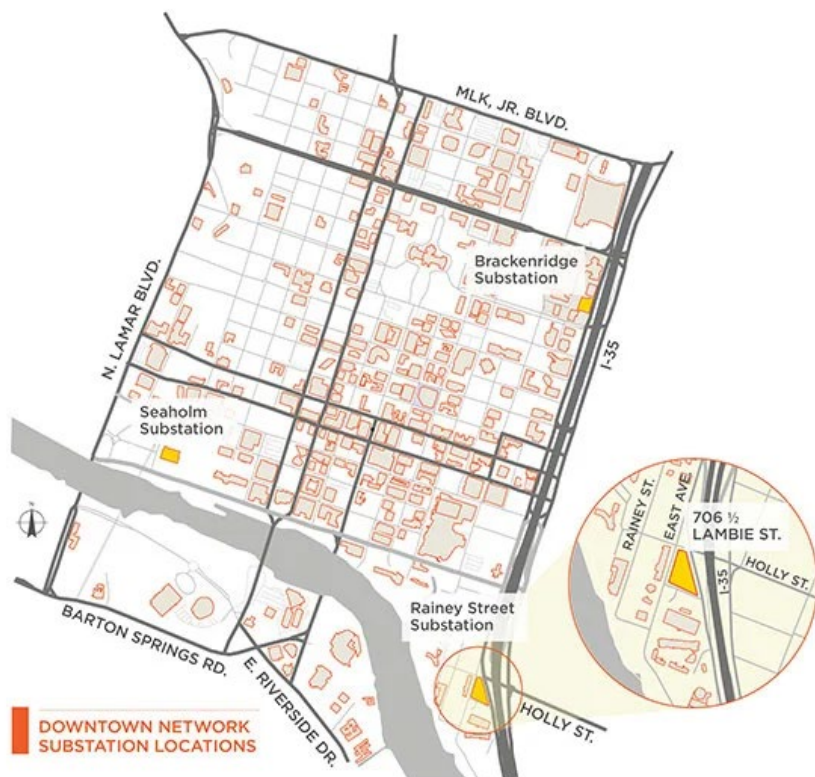 MLK, JR. BLVD.
Brackenridge
Substation
N. LAMAR BLVD.
I-35
Seaholm
Substation
RAINEY ST.
EAST AVE
706 ½
LAMBIE ST.
HOLLY ST.
I-35
Rainey Street
Substation
BARTON SPRINGS RD.
E. RIVERSIDE DR.
HOLLY ST.
DOWNTOWN NETWORK
SUBSTATION LOCATIONS